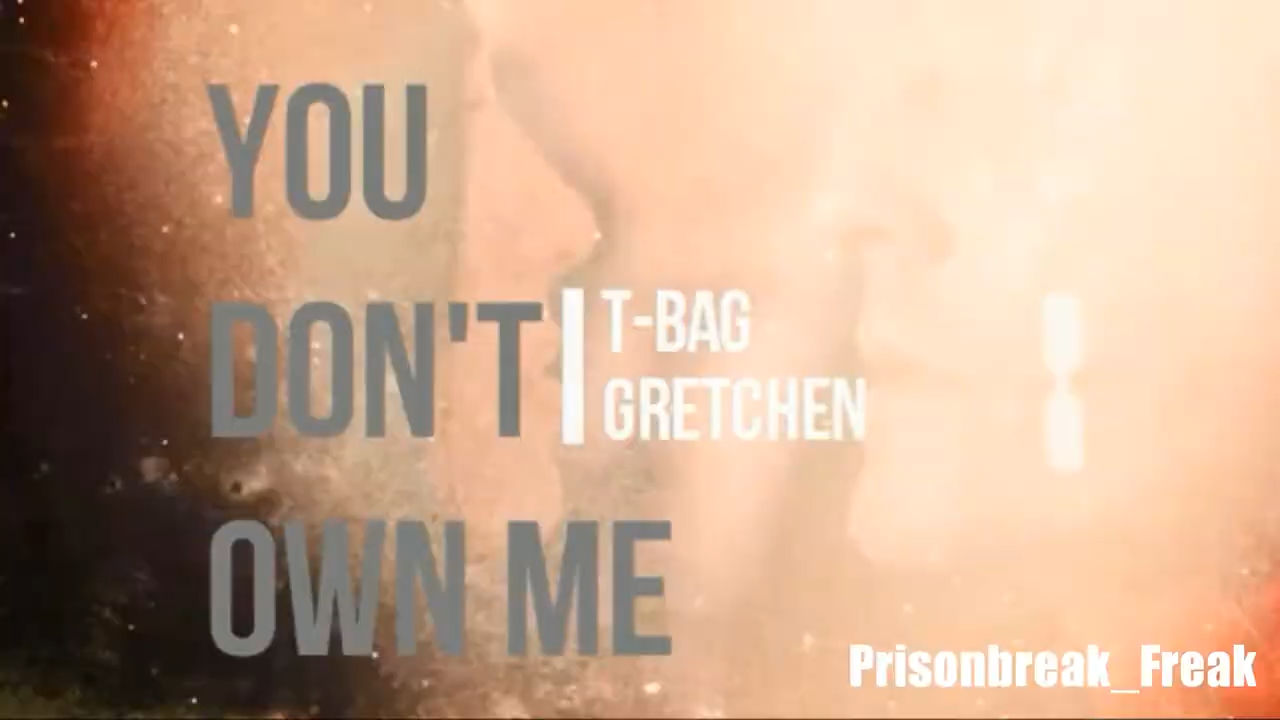 YOU
DON'T
T-BAG
GRETCHEN
OWN ME
Prisonbreak_Freak